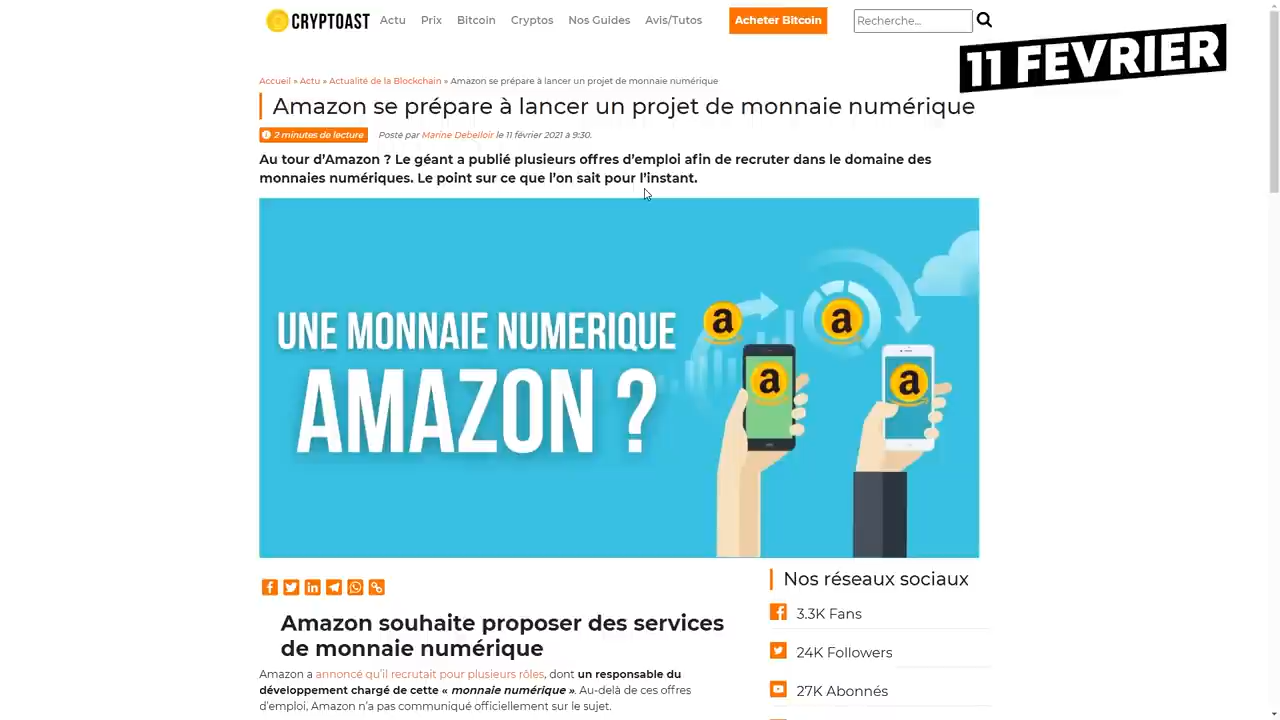 CRYPTOAST Actu Prix Bitcoin Cryptos Nos Guides Avis/Tutos Acheter Bitcoin Recherche...
11 FEVRIER
Accueil » Actu » Actualité de la Blockchain » Amazon se prépare à lancer un projet de monnaie numérique
Amazon se prépare à lancer un projet de monnaie numérique
2 minutes de lecture Posté par Marine Debelloir le 11 février 2021 à 9:30.
Au tour d'Amazon ? Le géant a publié plusieurs offres d'emploi afin de recruter dans le domaine des
monnaies numériques. Le point sur ce que l'on sait pour l'instant.
UNE MONNAIE NUMERIQUE
AMAZON ?
a a
a a
Nos réseaux sociaux
3.3K Fans
24K Followers
27K Abonnés
Amazon souhaite proposer des services
de monnaie numérique
Amazon a annoncé qu'il recrutait pour plusieurs rôles, dont un responsable du
développement chargé de cette « monnaie numérique ». Au-delà de ces offres
d'emploi, Amazon n'a pas communiqué officiellement sur le sujet.